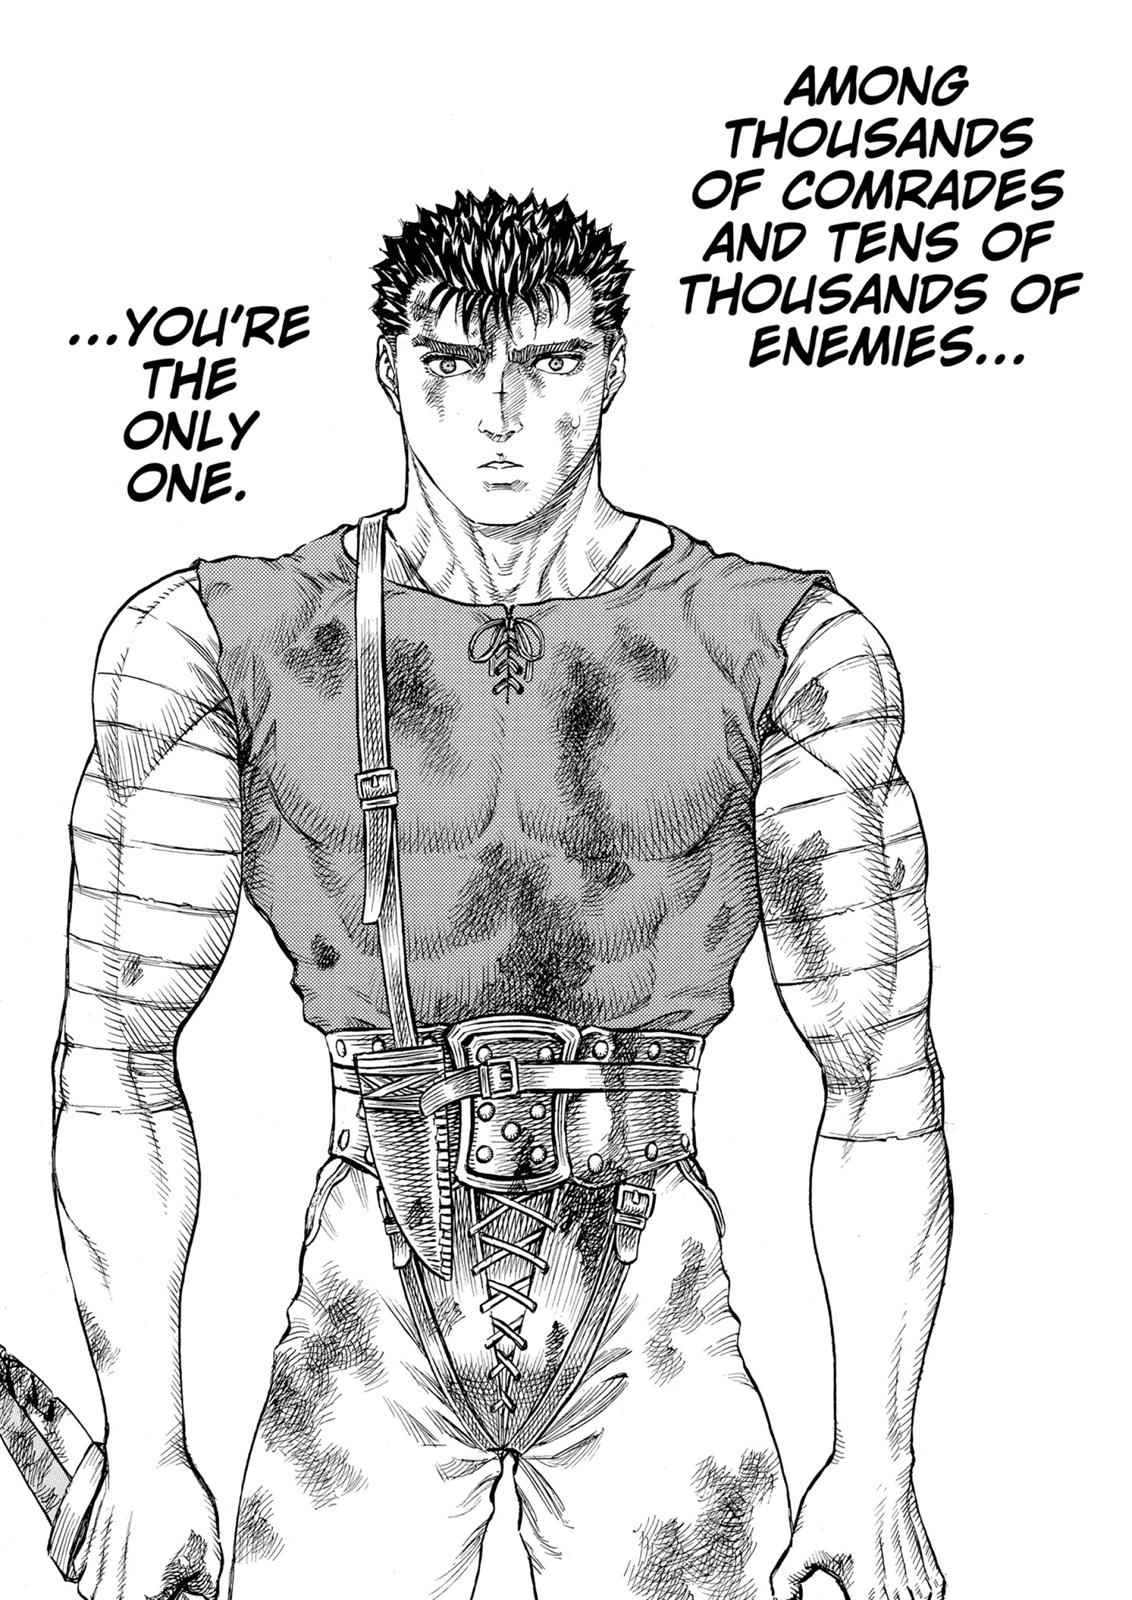 AMONG
THOUSANDS
OF COMRADES
AND TENS OF
THOUSANDS OF
ENEMIES...
...YOU'RE
THE
ONLY
ONE.